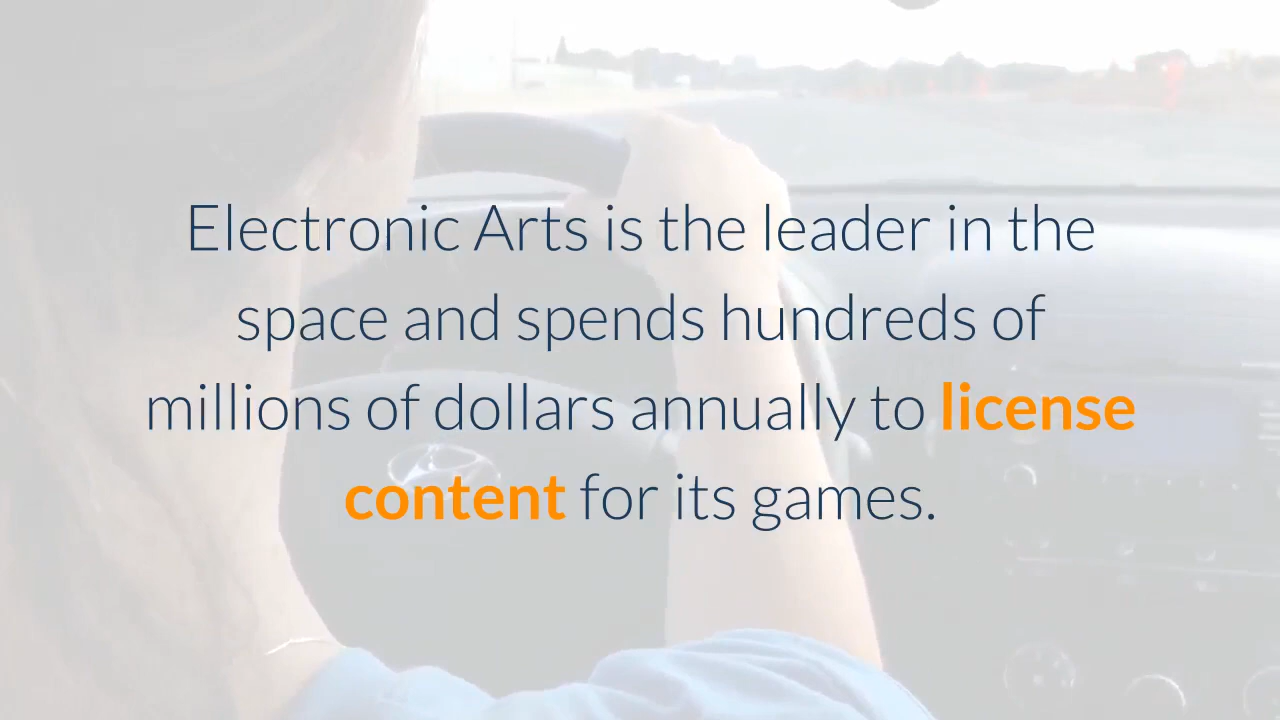 Electronic Arts is the leader in the
space and spends hundreds of
millions of dollars annually to license
content for its games.